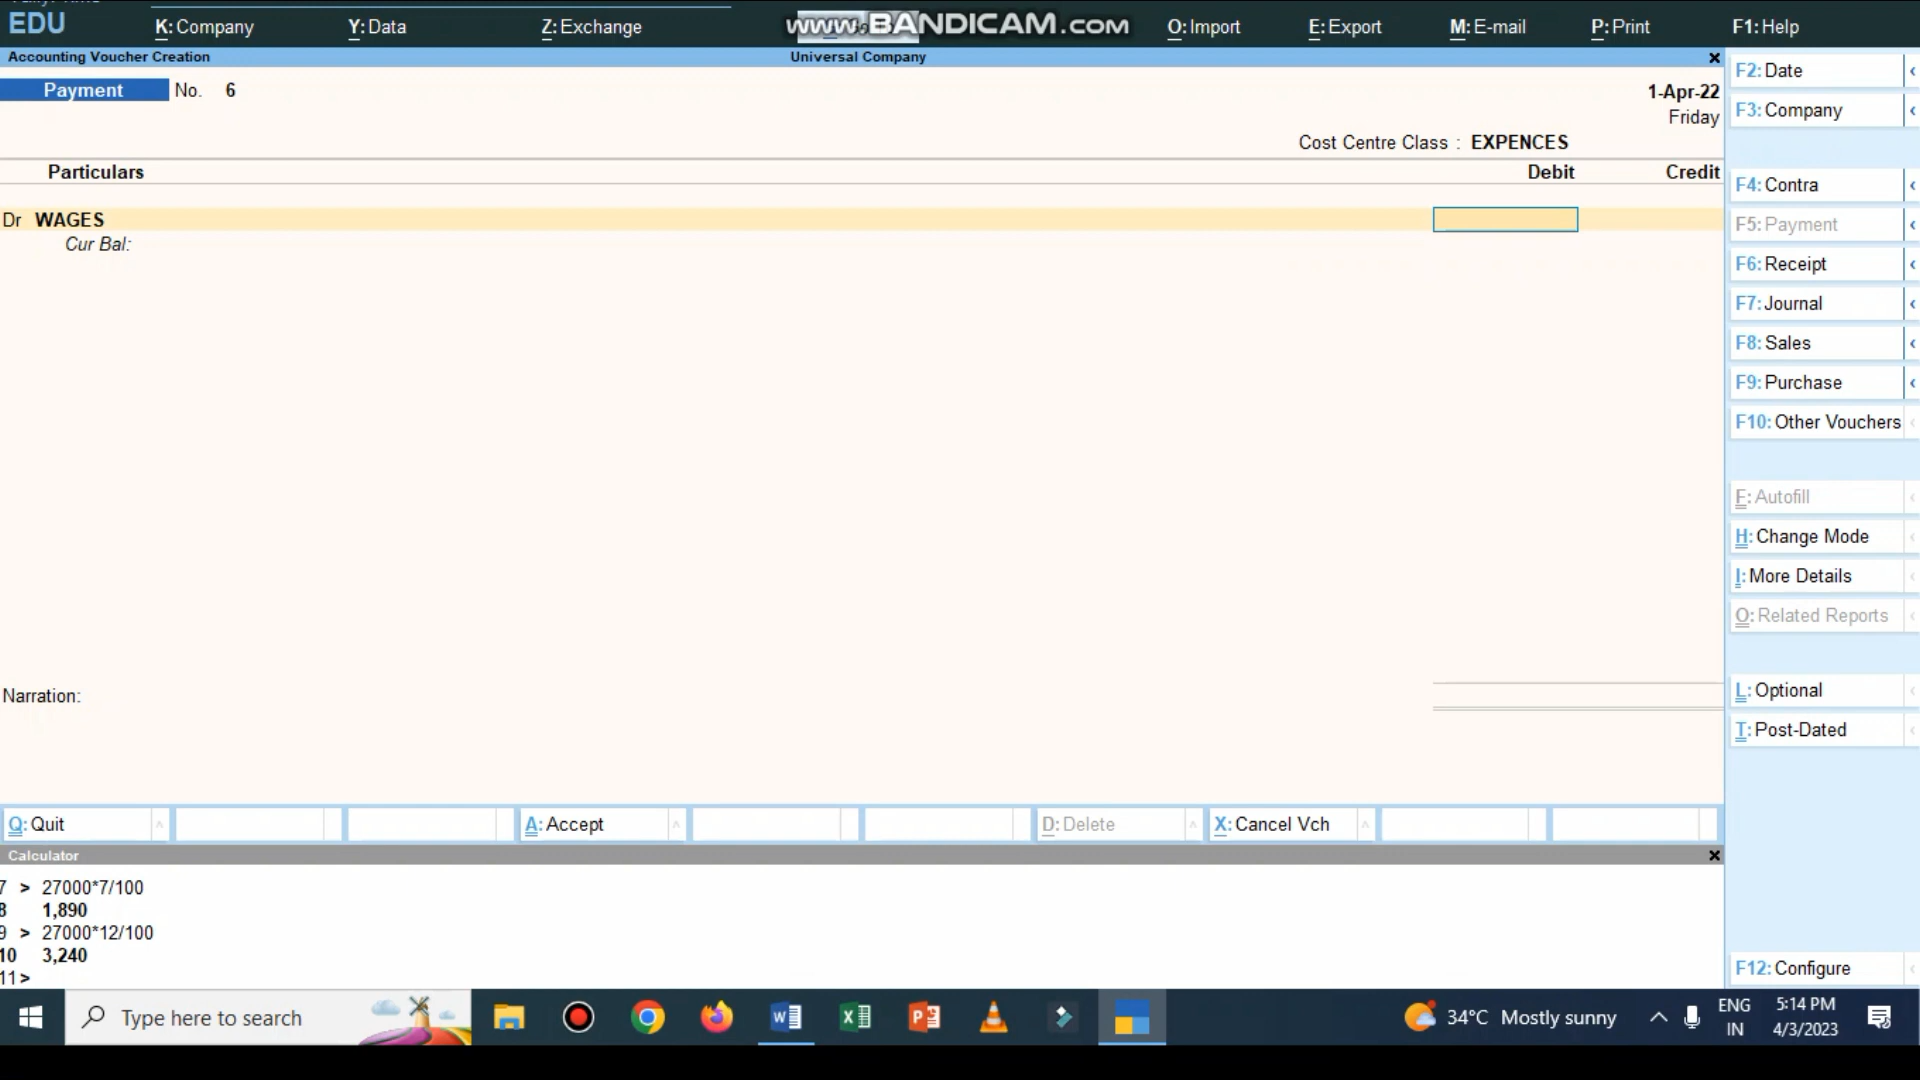 EDU K: Company Y: Data Z: Exchange www.BANDICAM.com O: Import E: Export M: E-mail P: Print F1: Help
Accounting Voucher Creation Universal Company
Payment No. 6 1-Apr-22
Friday
Cost Centre Class : EXPENCES
Particulars Debit Credit
Dr WAGES
Cur Bal:
Narration:
Q: Quit A: Accept D: Delete X: Cancel Vch
F2: Date
F3: Company
F4: Contra
F5: Payment
F6: Receipt
F7: Journal
F8: Sales
F9: Purchase
F10: Other Vouchers
F: Autofill
H: Change Mode
I: More Details
O: Related Reports
L: Optional
T: Post-Dated
F12: Configure
Calculator
7 > 27000*7/100
8 1,890
9 > 27000*12/100
10 3,240
11>
Type here to search 34°C Mostly sunny ENG IN 5:14 PM 4/3/2023